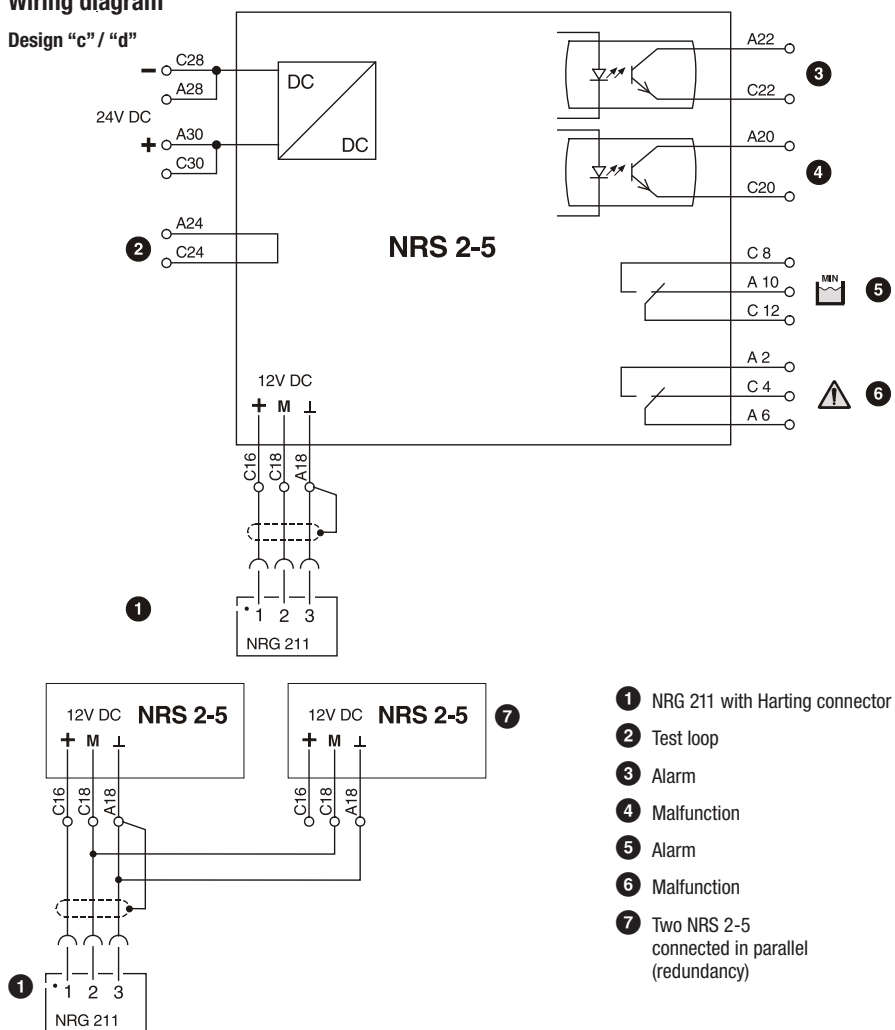 Wiring diagram
Design “c” / “d”
C28
A28
24V DC
A30
C30
DC
DC
A22
C22
3
A20
C20
4
2
A24
C24
NRS 2-5
C 8
A 10
C 12
MIN
5
A 2
C 4
A 6
6
12V DC
+ M ⊥
C16
C18
A18
1
1 2 3
NRG 211
12V DC NRS 2-5
+ M ⊥
C16
C18
A18
12V DC NRS 2-5
+ M ⊥
C16
C18
A18
7
1
1 2 3
NRG 211
1 NRG 211 with Harting connector
2 Test loop
3 Alarm
4 Malfunction
5 Alarm
6 Malfunction
7 Two NRS 2-5
connected in parallel
(redundancy)